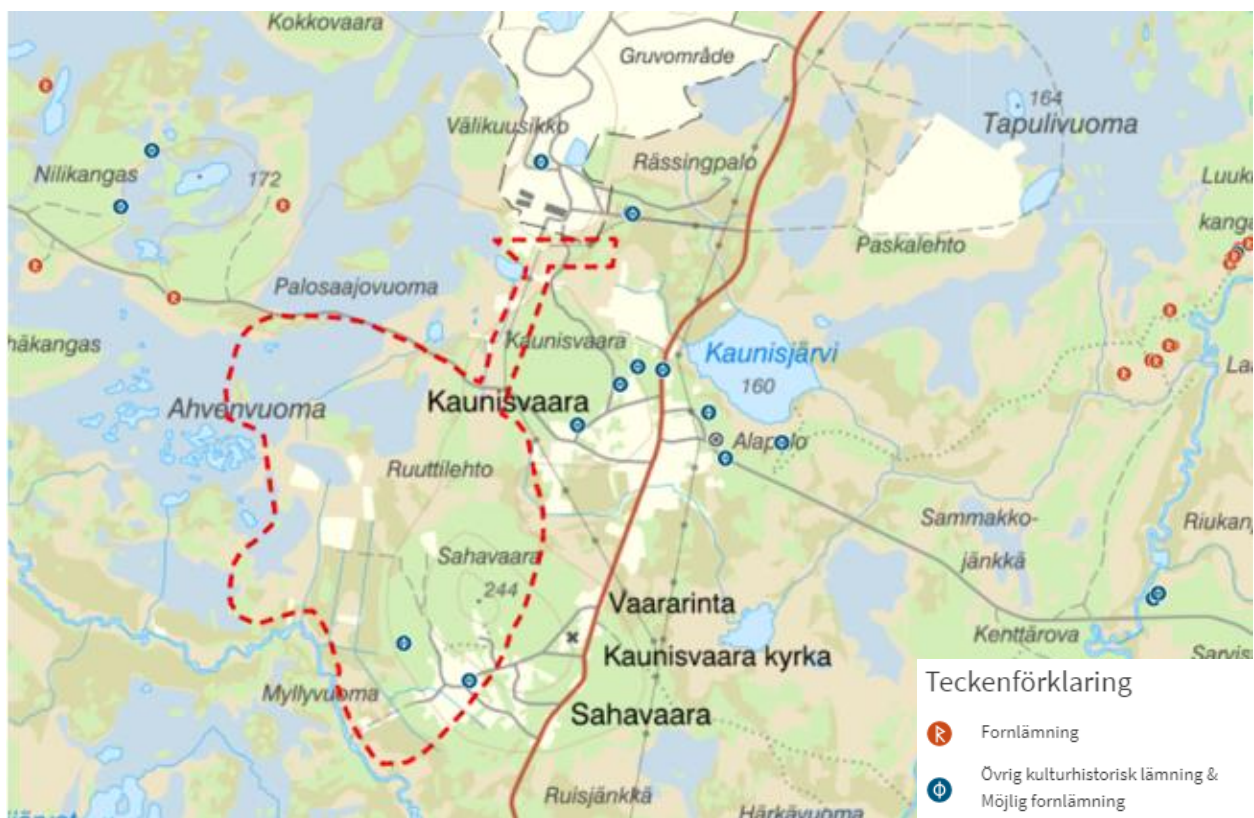 Kokkovaara
Gruvområde
164
Tapulivuoma
Välikuusikko
Rässingpalo
Nilikangas
172
Luuk
kanga
Paskalehto
Palosaajovuoma
häkangas
Kaunisvaara
Kaunisjärvi
160
Kaunisvaara
Ahvenvuoma
Alapalo
Ruuttilehto
Sammakko-
jänkkä
Riukan
Sahavaara
244
Vaararinta
Kenttärova
Sarvis
Kaunisvaara kyrka
Myllyvuoma
Sahavaara
Ruisjänkkä
Härkävuoma
Teckenförklaring
Fornlämning
Övrig kulturhistorisk lämning &
Möjlig fornlämning